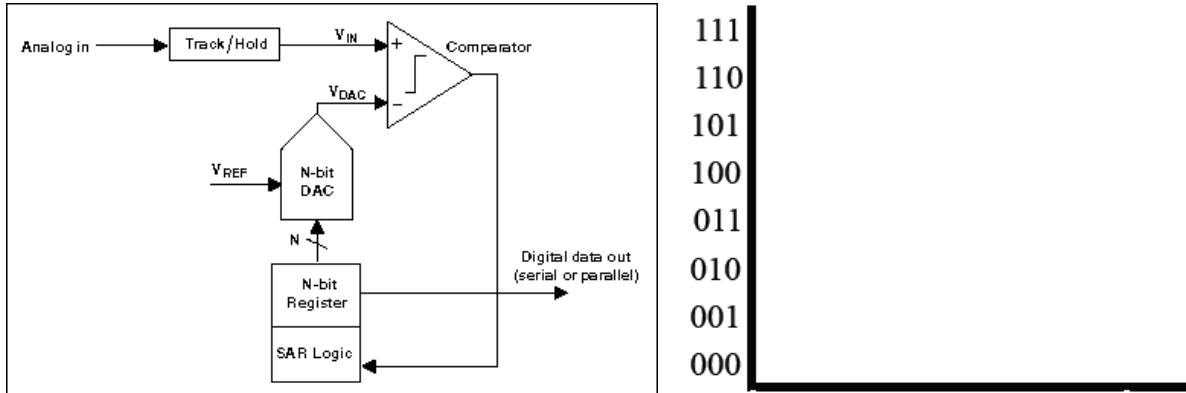 Analog in
Track/Hold
VIN
Comparator
+
VDAC
−
VREF
N-bit
DAC
N
Digital data out
(serial or parallel)
N-bit
Register
SAR Logic
111
110
101
100
011
010
001
000